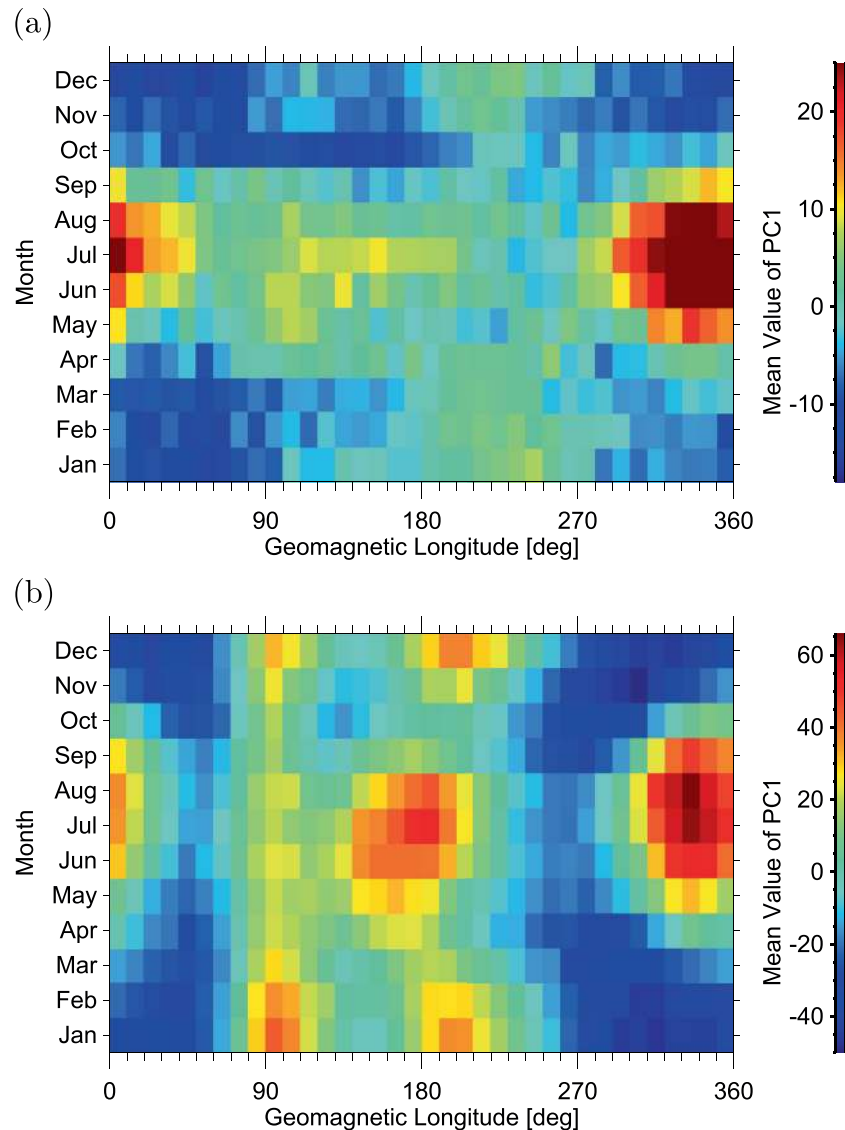 (a)
Dec
Nov
Oct
Sep
Aug
Jul
Jun
May
Apr
Mar
Feb
Jan
Month
0
90
180
270
360
Geomagnetic Longitude [deg]
20
10
0
-10
Mean Value of PC1
(b)
Dec
Nov
Oct
Sep
Aug
Jul
Jun
May
Apr
Mar
Feb
Jan
Month
0
90
180
270
360
Geomagnetic Longitude [deg]
60
40
20
0
-20
-40
Mean Value of PC1